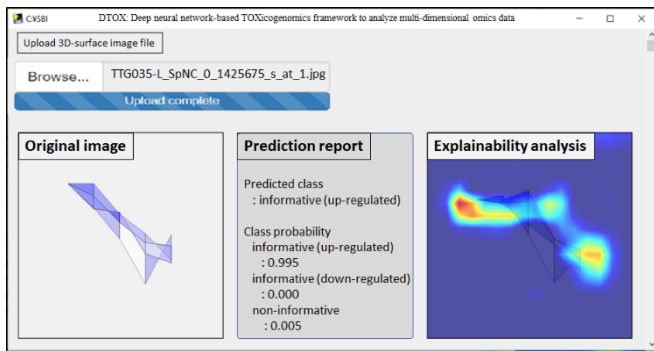 C:¥SBI
DTOX: Deep neural network-based TOXicogenomics framework to analyze multi-dimensional omics data
Upload 3D-surface image file
Browse... TTG035-L_SpNC_0_1425675_s_at_1.jpg
Upload complete
Original image
Prediction report
Predicted class
: informative (up-regulated)
Class probability
informative (up-regulated)
: 0.995
informative (down-regulated)
: 0.000
non-informative
: 0.005
Explainability analysis